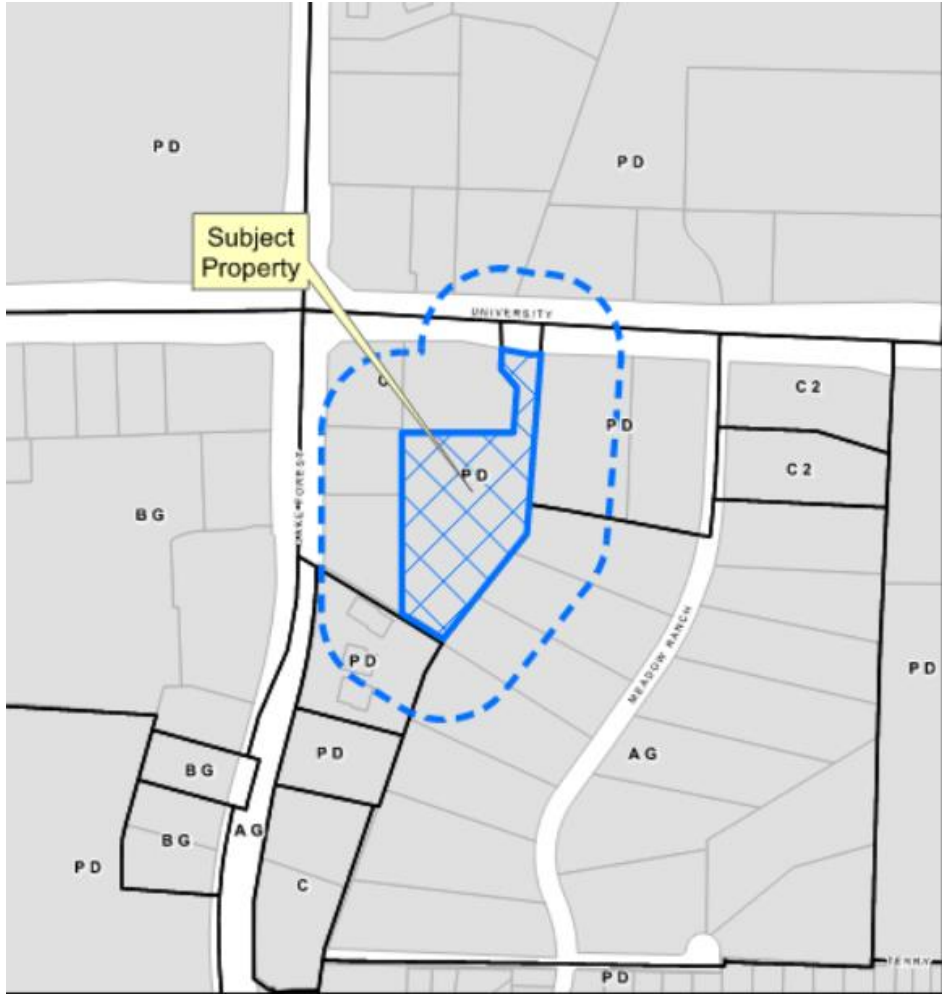 P D
P D
Subject
Property
UNIVERSITY
C
C 2
P D
C 2
P D
LAKE FOREST
B G
P D
MEADOW RANCH
P D
P D
A G
B G
A G
B G
P D
C
TERRY
P D